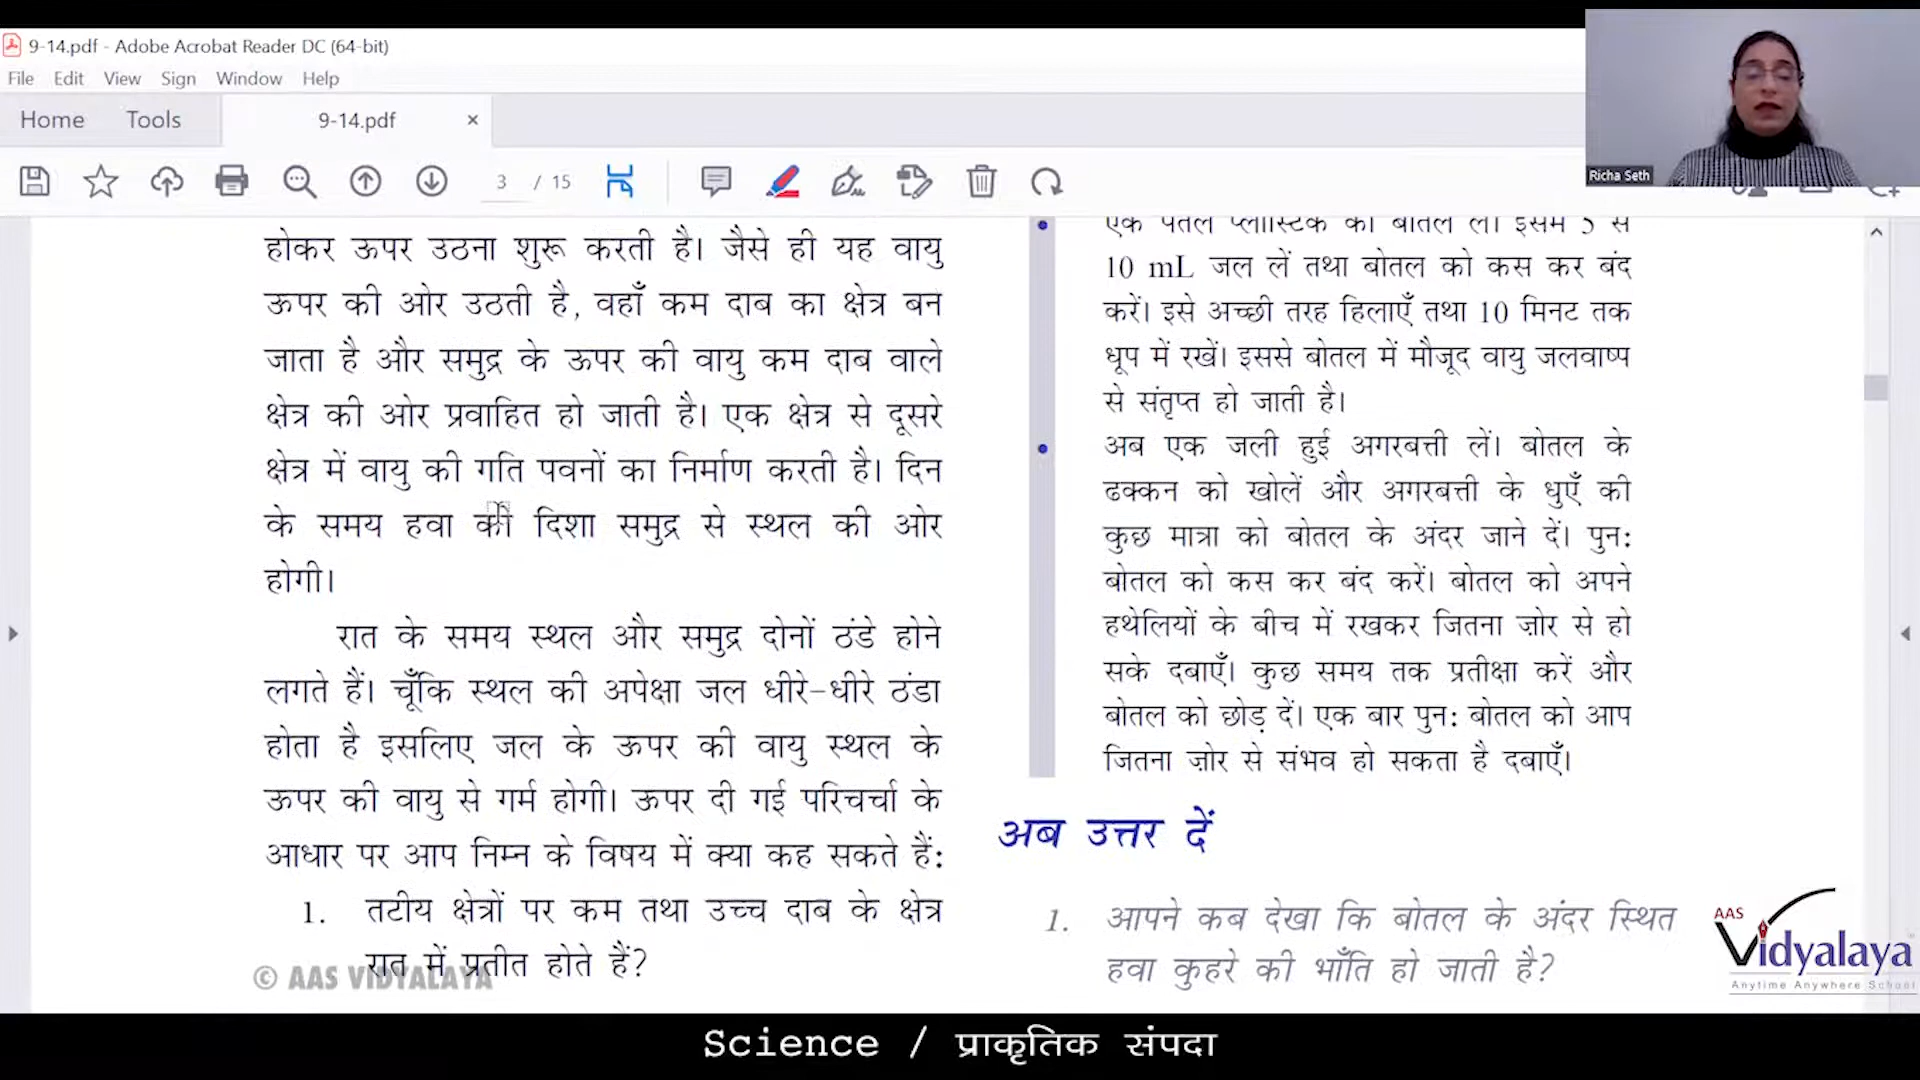 9-14.pdf - Adobe Acrobat Reader DC (64-bit)
File Edit View Sign Window Help
Home Tools 9-14.pdf ×
3 / 15
Richa Seth
होकर ऊपर उठना शुरू करती है। जैसे ही यह वायु
ऊपर की ओर उठती है, वहाँ कम दाब का क्षेत्र बन
जाता है और समुद्र के ऊपर की वायु कम दाब वाले
क्षेत्र की ओर प्रवाहित हो जाती है। एक क्षेत्र से दूसरे
क्षेत्र में वायु की गति पवनों का निर्माण करती है। दिन
के समय हवा की दिशा समुद्र से स्थल की ओर
होगी।
रात के समय स्थल और समुद्र दोनों ठंडे होने
लगते हैं। चूँकि स्थल की अपेक्षा जल धीरे-धीरे ठंडा
होता है इसलिए जल के ऊपर की वायु स्थल के
ऊपर की वायु से गर्म होगी। ऊपर दी गई परिचर्चा के
आधार पर आप निम्न के विषय में क्या कह सकते हैं:
1. तटीय क्षेत्रों पर कम तथा उच्च दाब के क्षेत्र
रात में प्रतीत होते हैं?
© AAS VIDYALAYA
एक पतले प्लास्टिक की बोतल लें। इसमें 5 से
10 mL जल लें तथा बोतल को कस कर बंद
करें। इसे अच्छी तरह हिलाएँ तथा 10 मिनट तक
धूप में रखें। इससे बोतल में मौजूद वायु जलवाष्प
से संतृप्त हो जाती है।
अब एक जली हुई अगरबत्ती लें। बोतल के
ढक्कन को खोलें और अगरबत्ती के धुएँ की
कुछ मात्रा को बोतल के अंदर जाने दें। पुन:
बोतल को कस कर बंद करें। बोतल को अपने
हथेलियों के बीच में रखकर जितना ज़ोर से हो
सके दबाएँ। कुछ समय तक प्रतीक्षा करें और
बोतल को छोड़ दें। एक बार पुन: बोतल को आप
जितना ज़ोर से संभव हो सकता है दबाएँ।
अब उत्तर दें
1. आपने कब देखा कि बोतल के अंदर स्थित
हवा कुहरे की भाँति हो जाती है?
AAS
Vidyalaya
Anytime Anywhere School
Science / प्राकृतिक संपदा